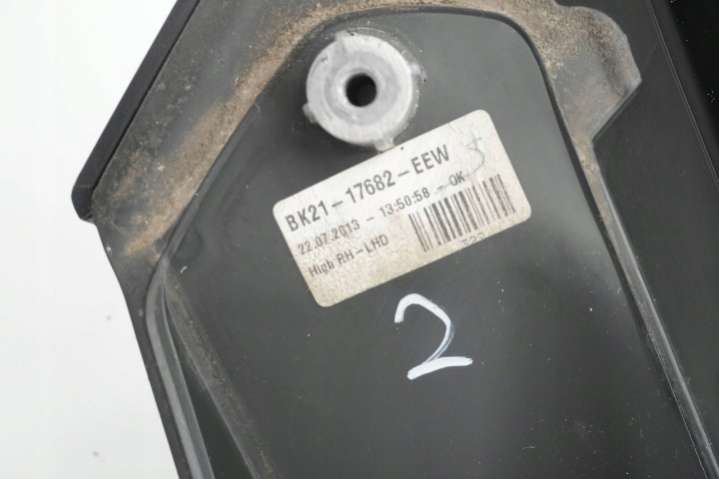 BK21-17682-EEW
22.07.2013 - 13:50:58 - OK
High RH-LHD
2